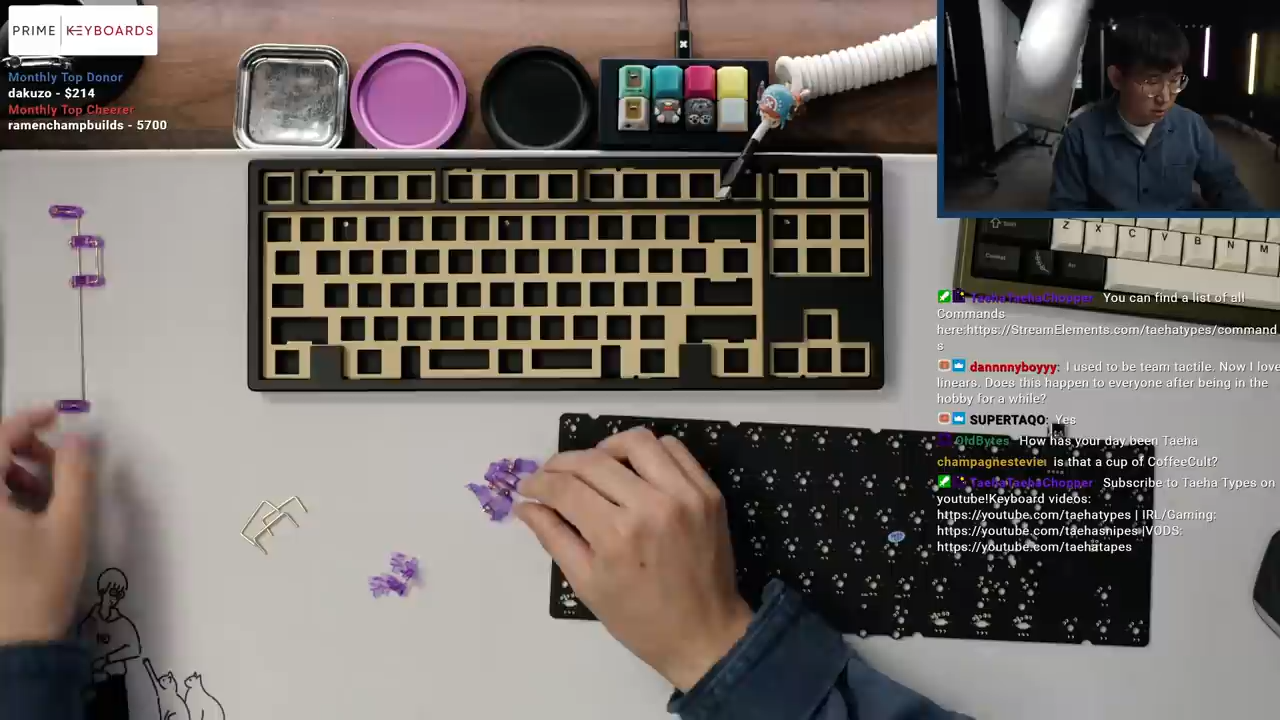 PRIME | KEYBOARDS
Monthly Top Donor
dakuzo - $214
Monthly Top Cheerer
ramenchampbuilds - 5700
Shift Z X C V B N M
Alt
TaehaTaehaChopper You can find a list of all
Commands
here:https://StreamElements.com/taehatypes/command
s
dannnnyboyyy: I used to be team tactile. Now I love
linears. Does this happen to everyone after being in the
hobby for a while?
SUPERTAQO: Yes
OldBytes How has your day been Taeha
champagnestevie: is that a cup of CoffeeCult?
TaehaTaehaChopper Subscribe to Taeha Types on
youtube!Keyboard videos:
https://youtube.com/taehatypes | IRL/Gaming:
https://youtube.com/taehasnipes |VODS:
https://youtube.com/taehatapes